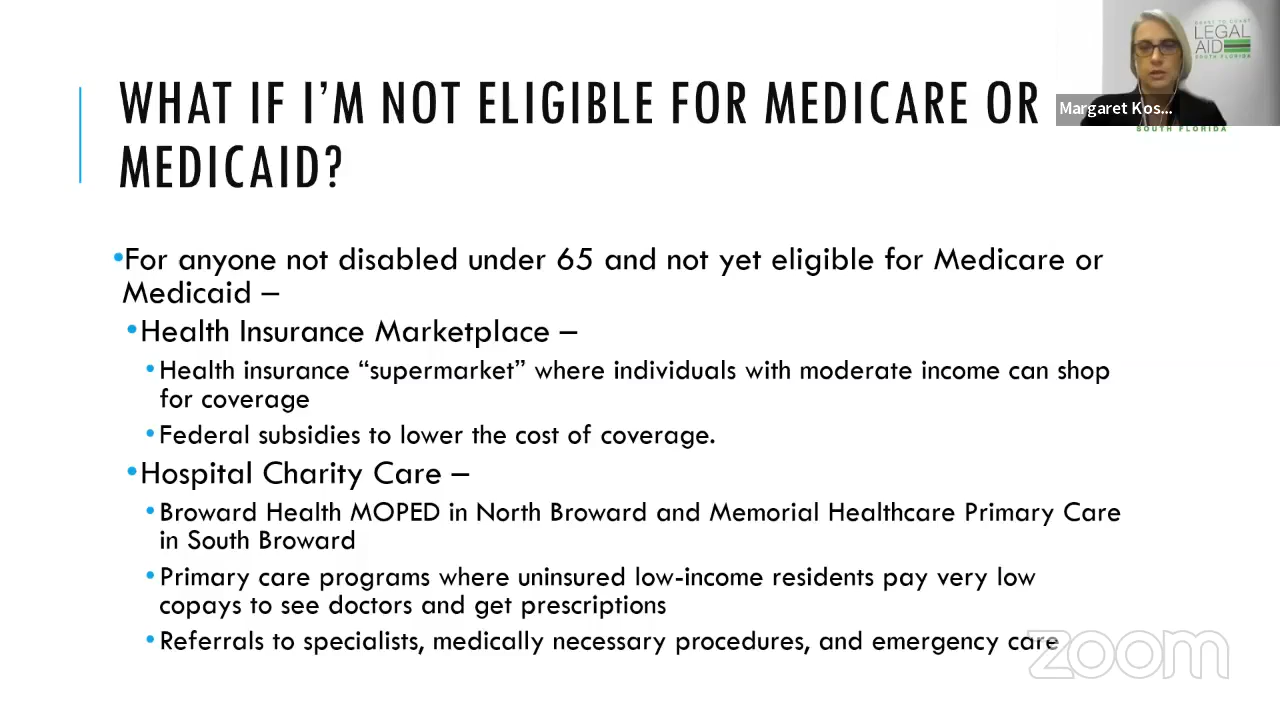 WHAT IF I'M NOT ELIGIBLE FOR MEDICARE OR
MEDICAID?
COAST TO COAST
LEGAL
AID
SOUTH FLORIDA
Margaret Kos...
SOUTH FLORIDA
•For anyone not disabled under 65 and not yet eligible for Medicare or
Medicaid –
•Health Insurance Marketplace –
•Health insurance “supermarket” where individuals with moderate income can shop
for coverage
•Federal subsidies to lower the cost of coverage.
•Hospital Charity Care –
•Broward Health MOPED in North Broward and Memorial Healthcare Primary Care
in South Broward
•Primary care programs where uninsured low-income residents pay very low
copays to see doctors and get prescriptions
•Referrals to specialists, medically necessary procedures, and emergency care
zoom